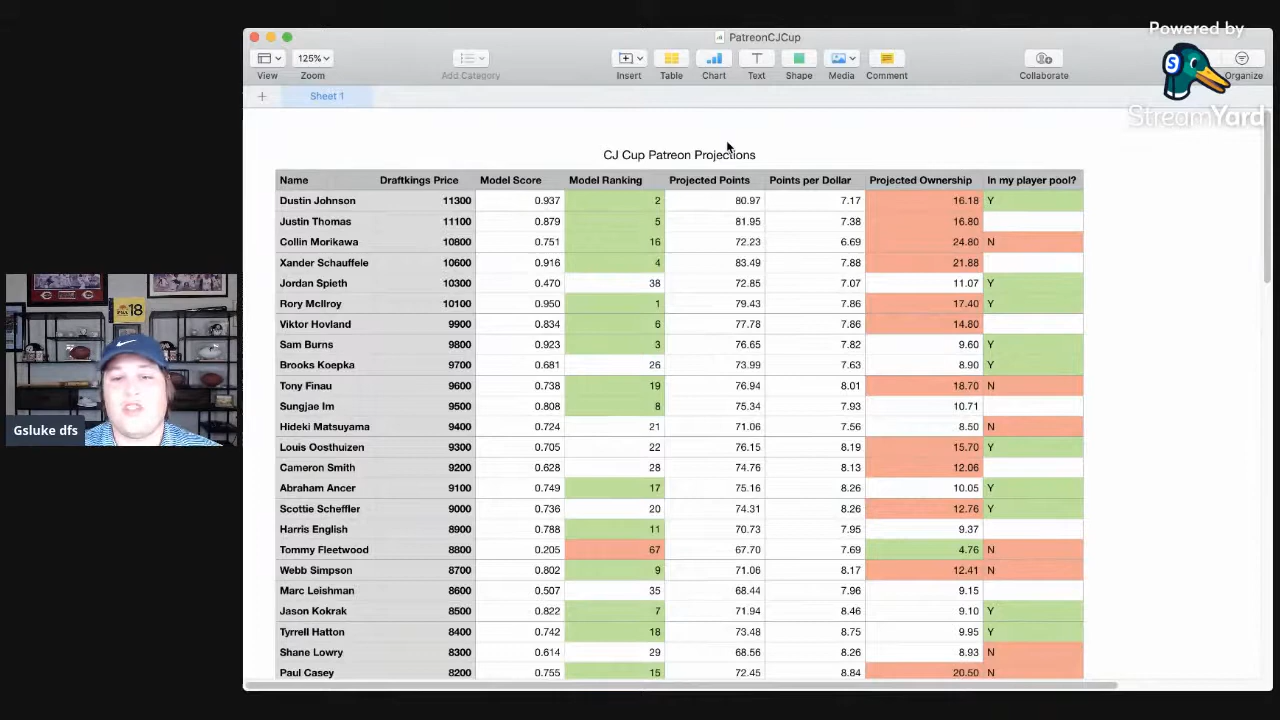 Powered by
StreamYard
PatreonCJCup
125%
View Zoom Add Category Insert Table Chart Text Shape Media Comment Collaborate Organize
Sheet 1
CJ Cup Patreon Projections
Name Draftkings Price Model Score Model Ranking Projected Points Points per Dollar Projected Ownership In my player pool?
Dustin Johnson 11300 0.937 2 80.97 7.17 16.18 Y
Justin Thomas 11100 0.879 5 81.95 7.38 16.80
Collin Morikawa 10800 0.751 16 72.23 6.69 24.80 N
Xander Schauffele 10600 0.916 4 83.49 7.88 21.88
Jordan Spieth 10300 0.470 38 72.85 7.07 11.07 Y
Rory McIlroy 10100 0.950 1 79.43 7.86 17.40 Y
Viktor Hovland 9900 0.834 6 77.78 7.86 14.80
Sam Burns 9800 0.923 3 76.65 7.82 9.60 Y
Brooks Koepka 9700 0.681 26 73.99 7.63 8.90 Y
Tony Finau 9600 0.738 19 76.94 8.01 18.70 N
Sungjae Im 9500 0.808 8 75.34 7.93 10.71
Hideki Matsuyama 9400 0.724 21 71.06 7.56 8.50 N
Louis Oosthuizen 9300 0.705 22 76.15 8.19 15.70 Y
Cameron Smith 9200 0.628 28 74.76 8.13 12.06
Abraham Ancer 9100 0.749 17 75.16 8.26 10.05 Y
Scottie Scheffler 9000 0.736 20 74.31 8.26 12.76 Y
Harris English 8900 0.788 11 70.73 7.95 9.37
Tommy Fleetwood 8800 0.205 67 67.70 7.69 4.76 N
Webb Simpson 8700 0.802 9 71.06 8.17 12.41 N
Marc Leishman 8600 0.507 35 68.44 7.96 9.15
Jason Kokrak 8500 0.822 7 71.94 8.46 9.10 Y
Tyrrell Hatton 8400 0.742 18 73.48 8.75 9.95 Y
Shane Lowry 8300 0.614 29 68.56 8.26 8.93 N
Paul Casey 8200 0.755 15 72.45 8.84 20.50 N
Gsluke dfs